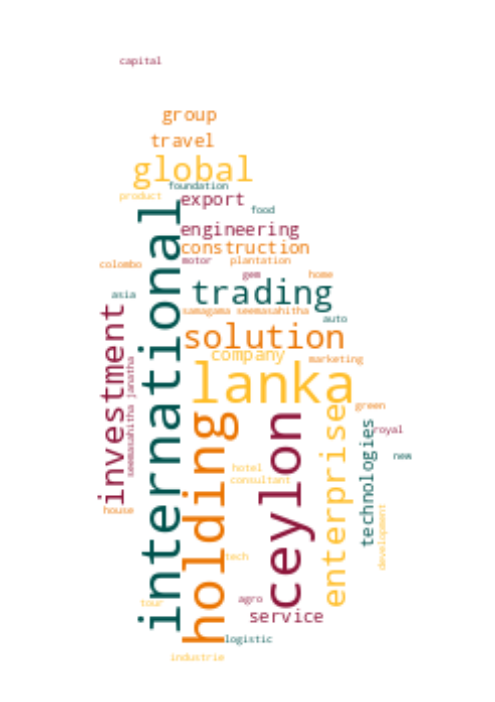 capital
group
travel
global
foundation
product
export
food
engineering
construction
colombo
motor
plantation
gem
home
international
asia
trading
samagama seemasahitha
auto
investment
solution
company
marketing
seemasahitha janatha
lanka
holding
ceylon
enterprise
green
technologies
royal
new
hotel
consultant
house
development
tech
tour
agro
service
logistic
industrie